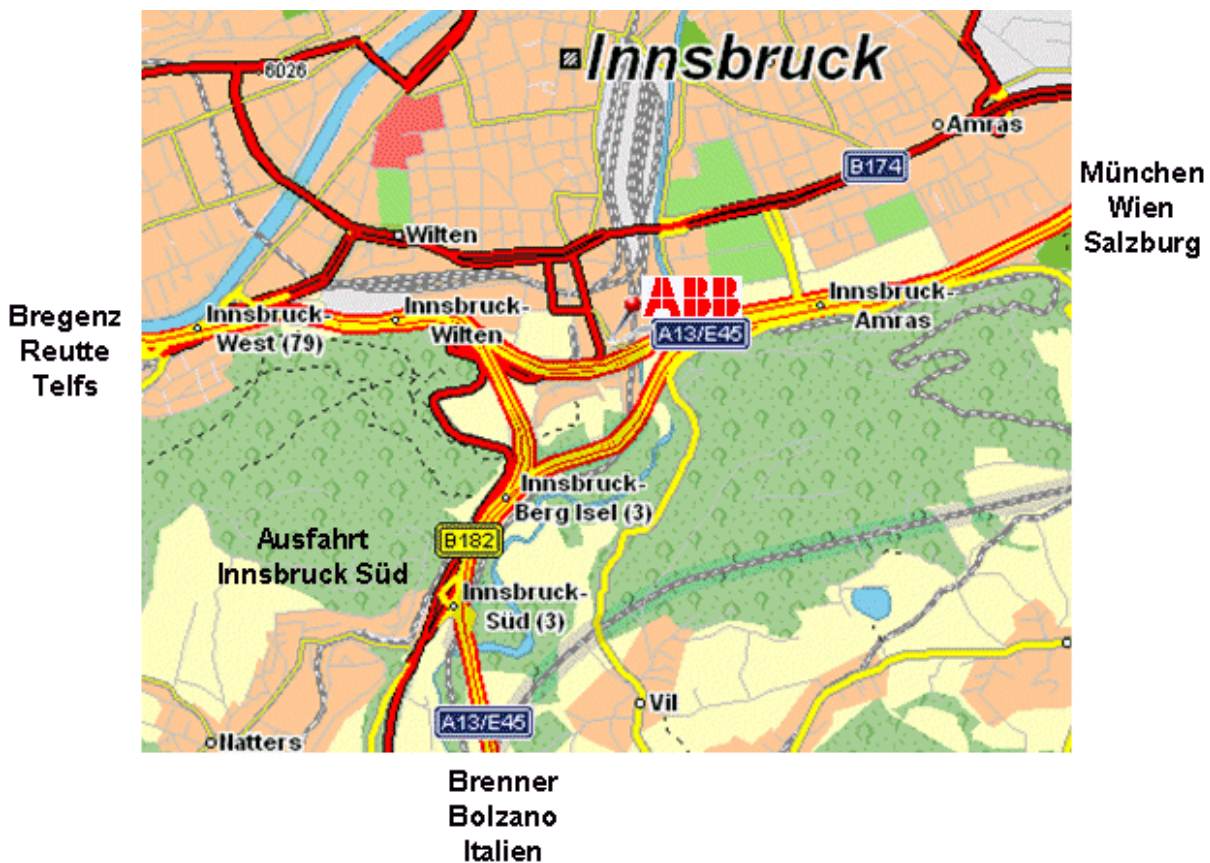 Innsbruck
6026
Amras
B174
München
Wien
Salzburg
Wilten
ABB
Bregenz
Reutte
Telfs
Innsbruck-
West (79)
Innsbruck-
Wilten
A13/E45
Innsbruck-
Amras
Innsbruck-
Berg Isel (3)
Ausfahrt
Innsbruck Süd
B182
Innsbruck-
Süd (3)
Vil
A13/E45
Natters
Brenner
Bolzano
Italien